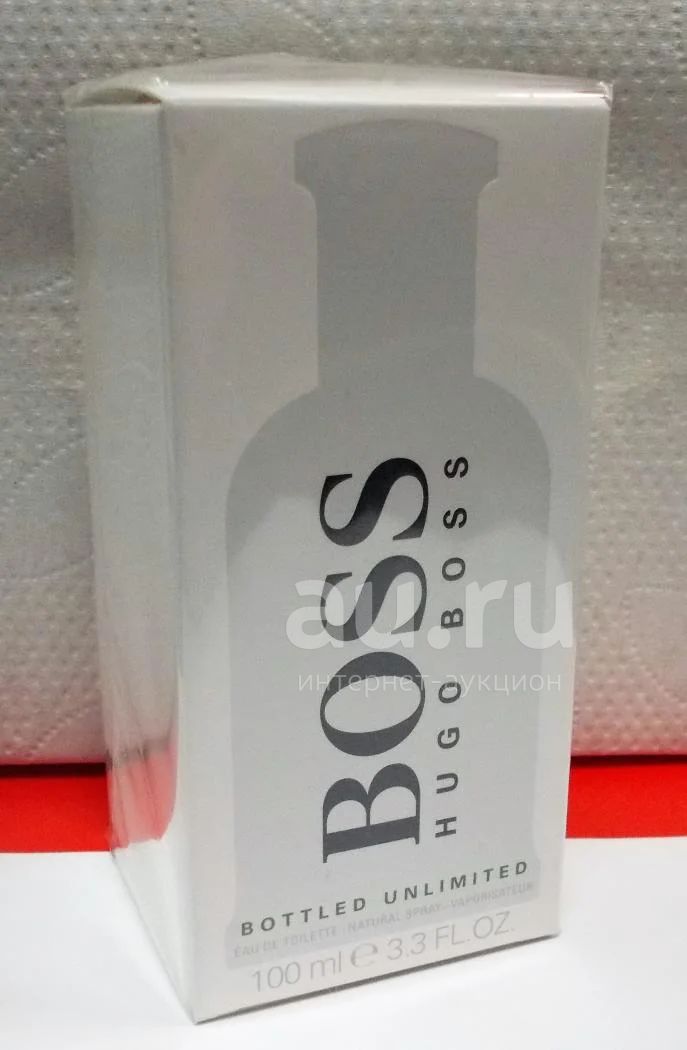 BOSS
HUGO BOSS
BOTTLED UNLIMITED
EAU DE TOILETTE · NATURAL SPRAY - VAPORISATEUR
100 ml ℮ 3.3 FL.OZ.
au.ru
интернет-аукцион